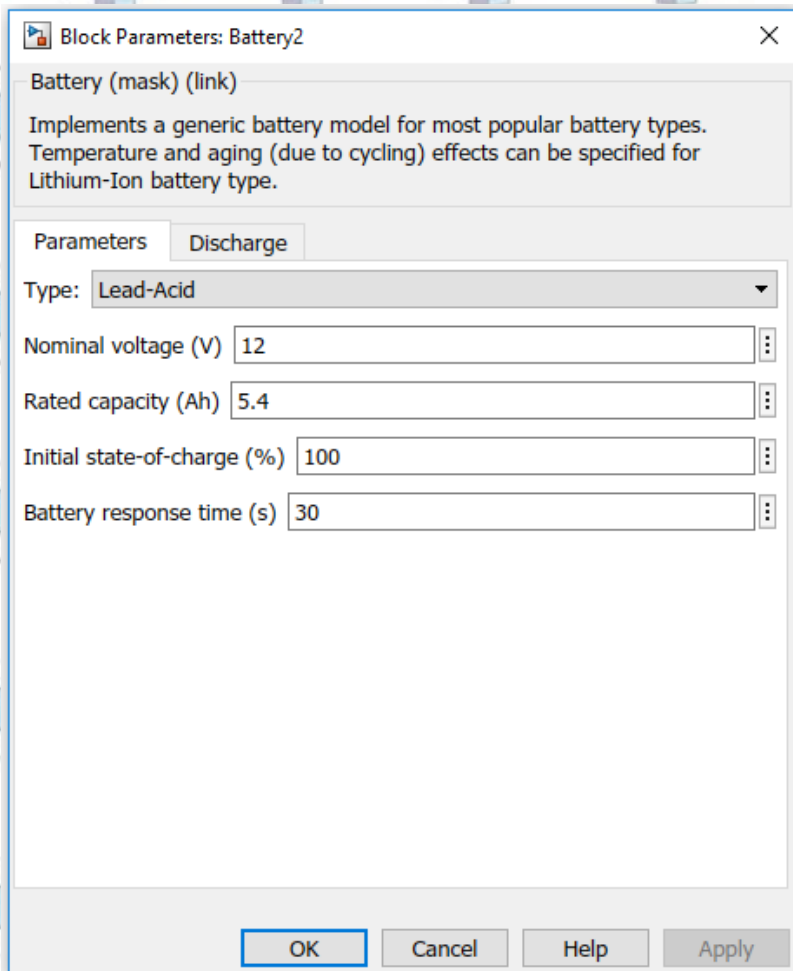 Block Parameters: Battery2
Battery (mask) (link)
Implements a generic battery model for most popular battery types.
Temperature and aging (due to cycling) effects can be specified for
Lithium-Ion battery type.
Parameters Discharge
Type: Lead-Acid
Nominal voltage (V) 12
Rated capacity (Ah) 5.4
Initial state-of-charge (%) 100
Battery response time (s) 30
OK Cancel Help Apply